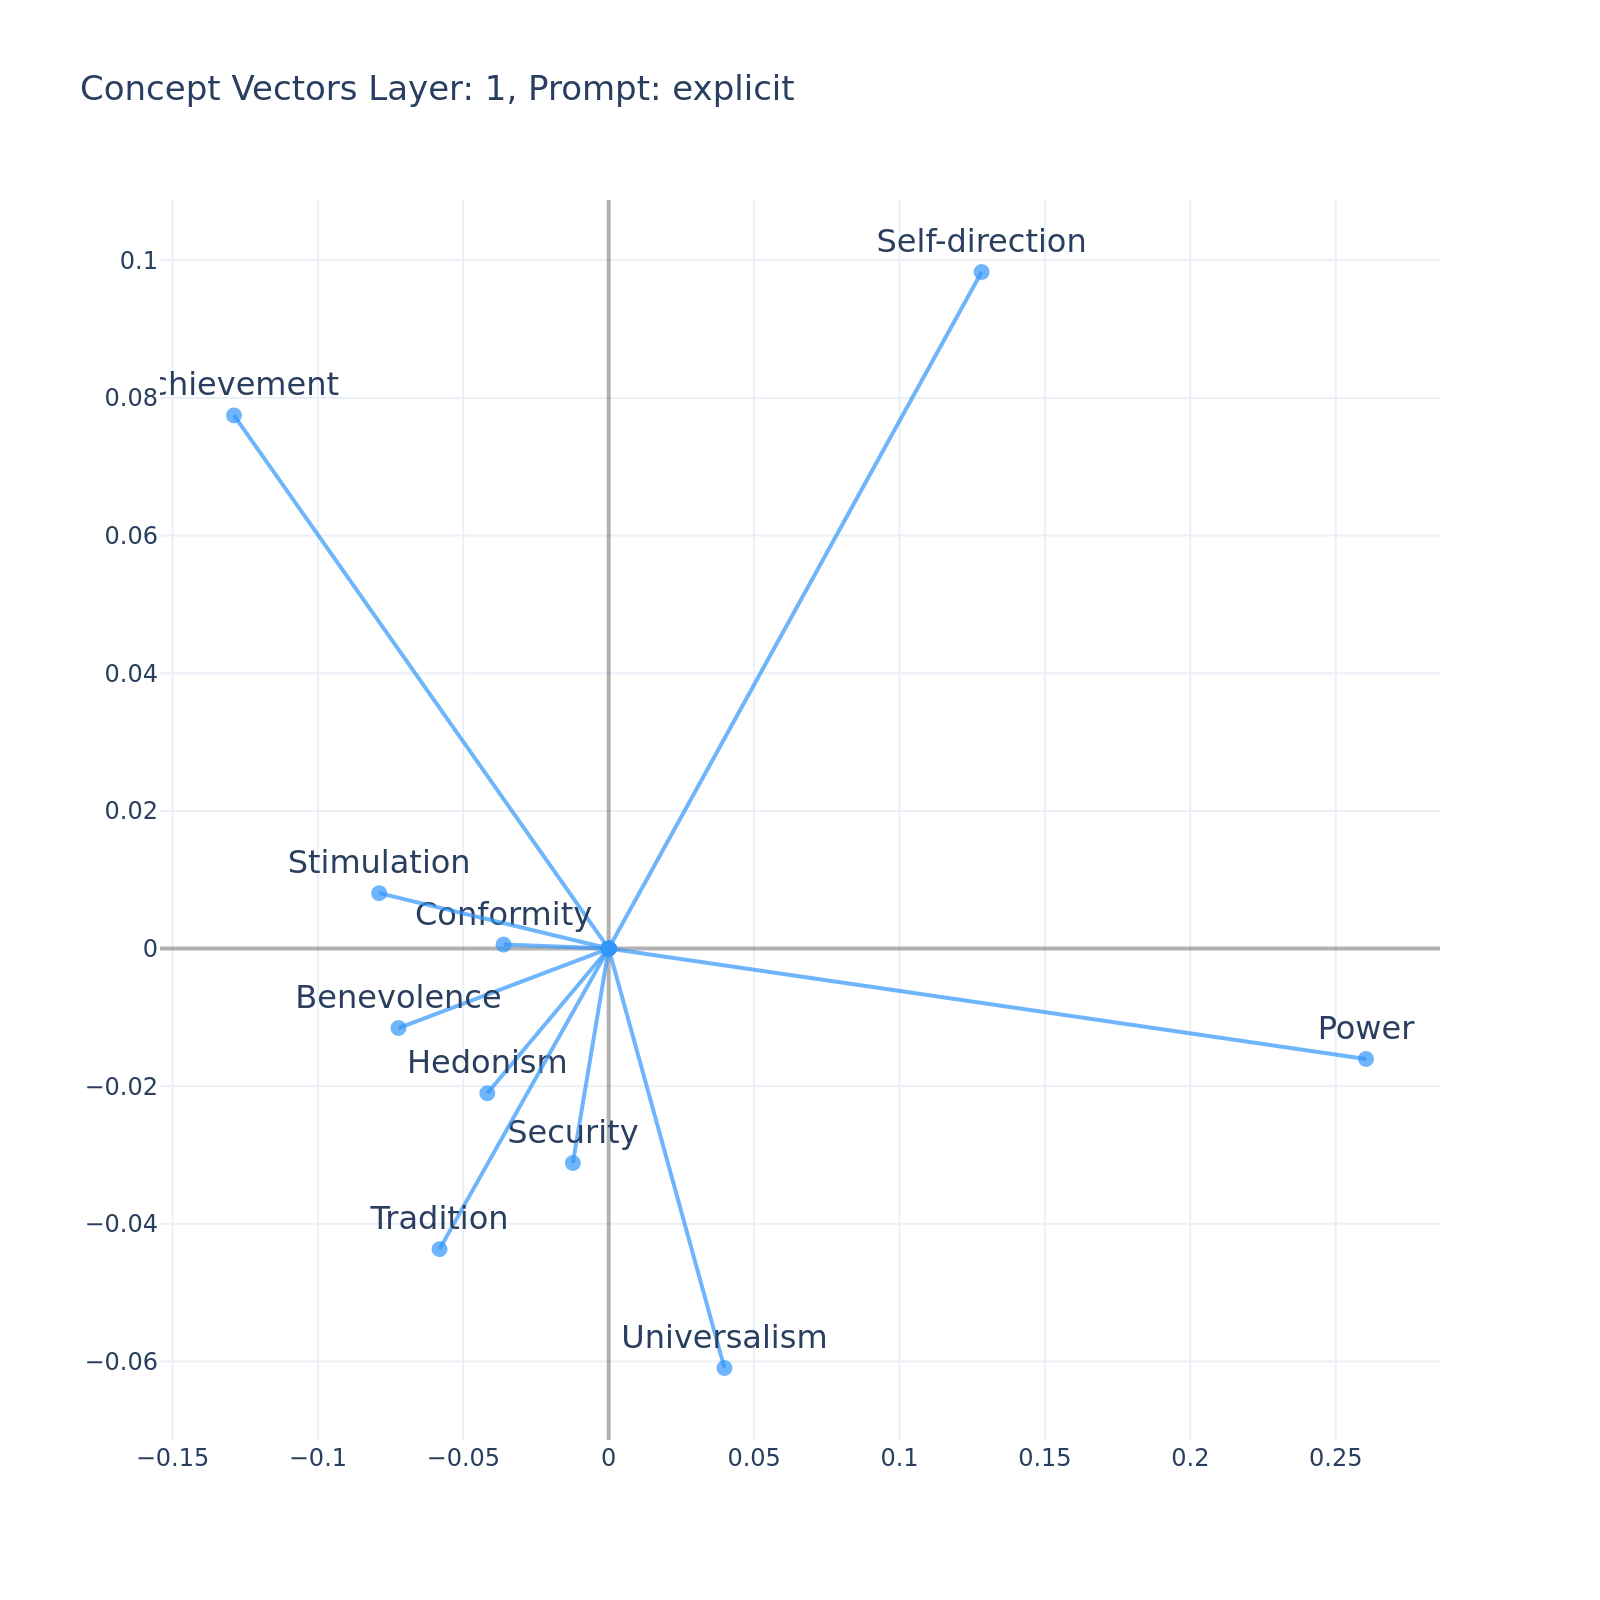 Concept Vectors Layer: 1, Prompt: explicit
Self-direction
0.1
chievement
0.08
0.06
0.04
0.02
Stimulation
Conformity
0
Benevolence
Power
Hedonism
−0.02
Security
Tradition
−0.04
Universalism
−0.06
−0.15 −0.1 −0.05 0 0.05 0.1 0.15 0.2 0.25